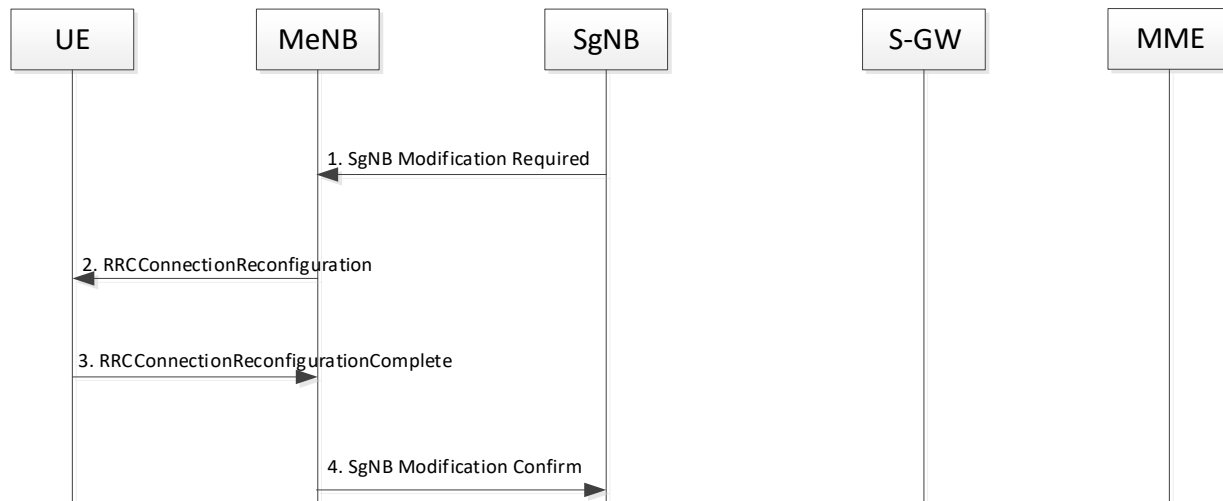 UE
MeNB
SgNB
S-GW
MME
1. SgNB Modification Required
2. RRCConnectionReconfiguration
3. RRCConnectionReconfigurationComplete
4. SgNB Modification Confirm